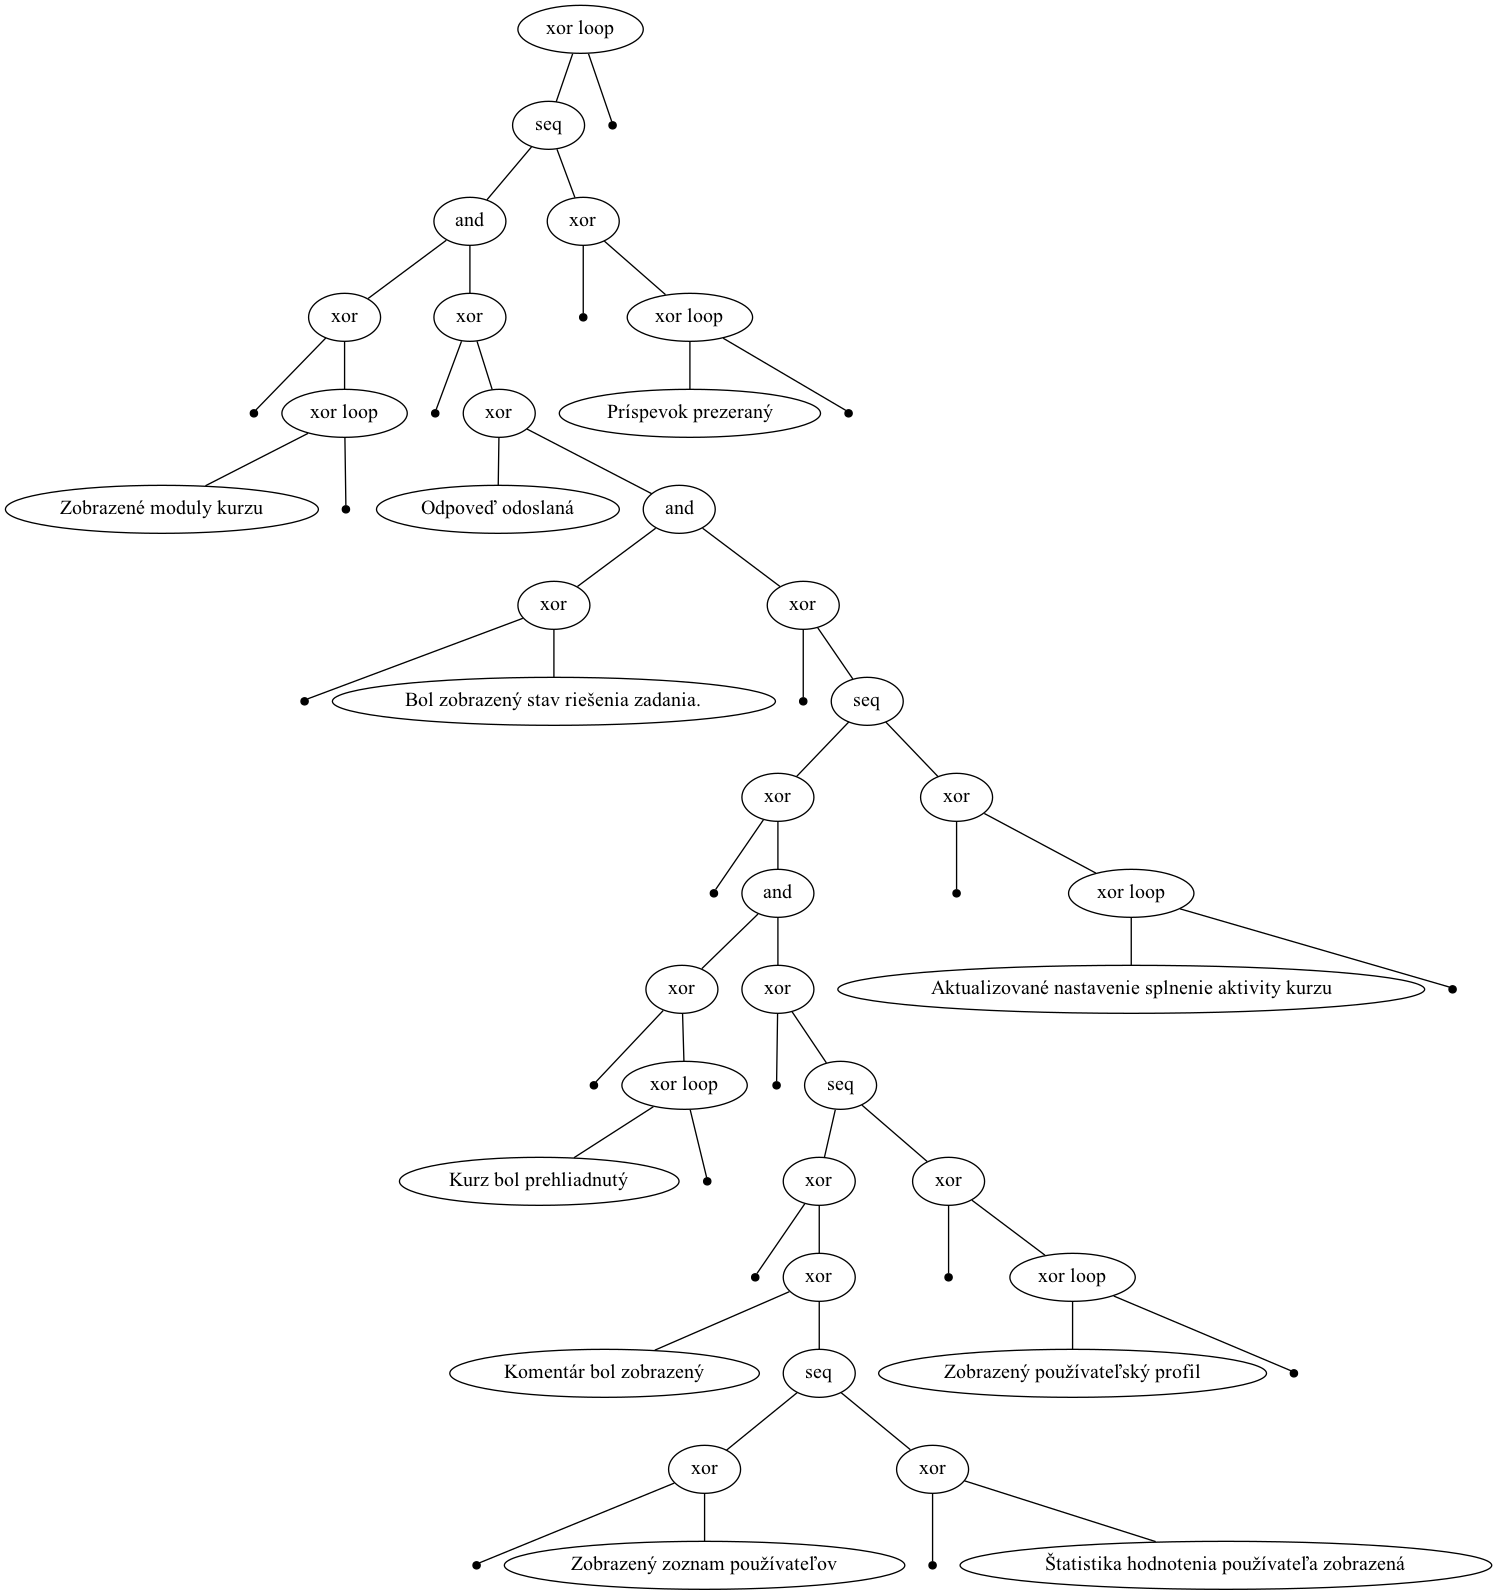 xor loop
seq
and
xor
xor
xor
xor loop
xor loop
xor
Príspevok prezeraný
Zobrazené moduly kurzu
Odpoveď odoslaná
and
xor
xor
Bol zobrazený stav riešenia zadania.
seq
xor
xor
and
xor loop
xor
xor
Aktualizované nastavenie splnenie aktivity kurzu
xor loop
seq
Kurz bol prehliadnutý
xor
xor
xor
xor loop
Komentár bol zobrazený
seq
Zobrazený používateľský profil
xor
xor
Zobrazený zoznam používateľov
Štatistika hodnotenia používateľa zobrazená